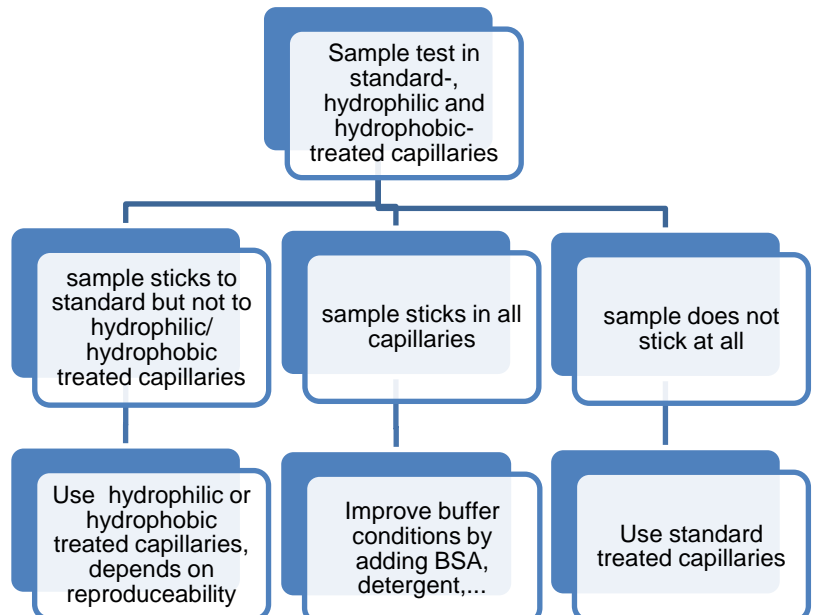 Sample test in
standard-,
hydrophilic and
hydrophobic-
treated capillaries
sample sticks to
standard but not to
hydrophilic/
hydrophobic
treated capillaries
sample sticks in all
capillaries
sample does not
stick at all
Use  hydrophilic or
hydrophobic
treated capillaries,
depends on
reproduceability
Improve buffer
conditions by
adding BSA,
detergent,...
Use standard
treated capillaries